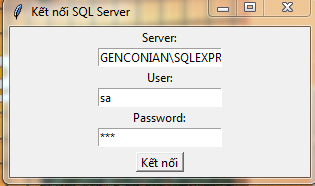 Kết nối SQL Server
Server:
GENCONIAN\SQLEXPR
User:
sa
Password:
***
Kết nối